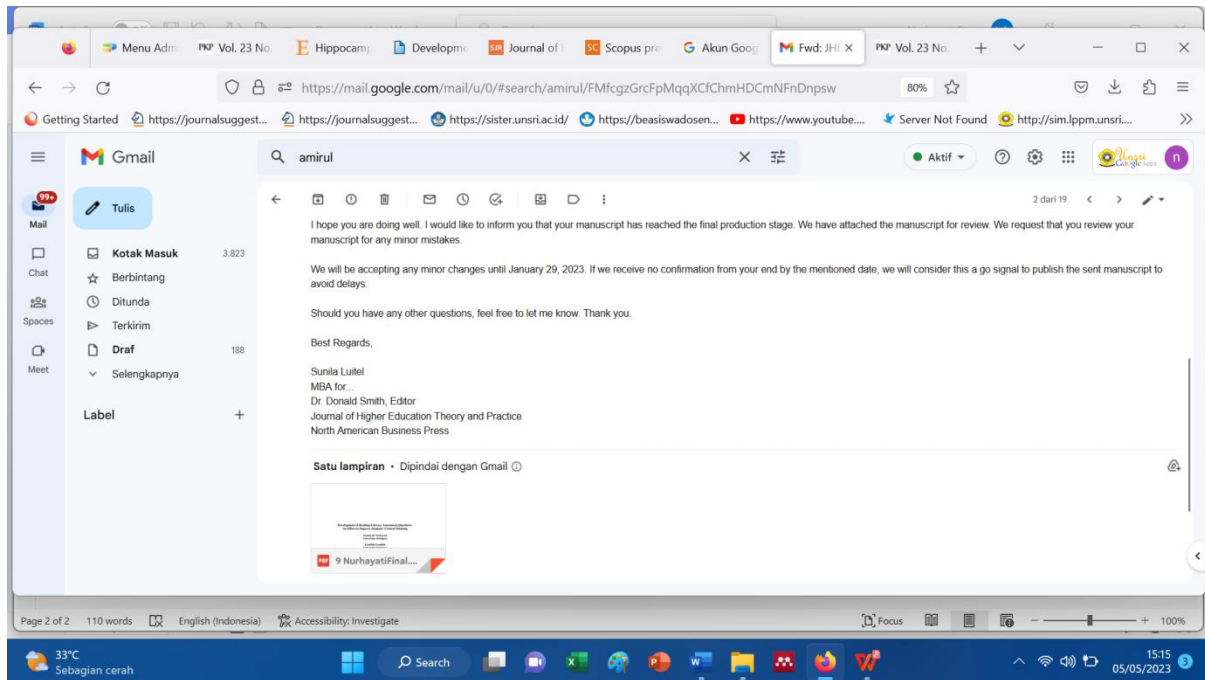 Menu Adm
PKP Vol. 23 No.
Hippocamp
Developme
SJR Journal of
SC Scopus pre
Akun Goog
Fwd: JHE
PKP Vol. 23 No.
https://mail.google.com/mail/u/0/#search/amirul/FMfcgzGrcFpMqqXCfChmHDCmNFnDnpsw
80%
Getting Started
https://journalsuggest...
https://journalsuggest...
https://sister.unsri.ac.id/
https://beasiswadosen...
https://www.youtube....
Server Not Found
http://sim.lppm.unsri....
Gmail
amirul
Aktif
Unsri
Google Apps
n
99+
Mail
Chat
Spaces
Meet
Tulis
Kotak Masuk 3.823
Berbintang
Ditunda
Terkirim
Draf 188
Selengkapnya
Label +
2 dari 19
I hope you are doing well. I would like to inform you that your manuscript has reached the final production stage. We have attached the manuscript for review. We request that you review your
manuscript for any minor mistakes.
We will be accepting any minor changes until January 29, 2023. If we receive no confirmation from your end by the mentioned date, we will consider this a go signal to publish the sent manuscript to
avoid delays.
Should you have any other questions, feel free to let me know. Thank you.
Best Regards,
Sunila Luitel
MBA for...
Dr. Donald Smith, Editor
Journal of Higher Education Theory and Practice
North American Business Press
Satu lampiran • Dipindai dengan Gmail
PDF 9 NurhayatiFinal....
Page 2 of 2 110 words English (Indonesia) Accessibility: Investigate Focus 100%
33°C
Sebagian cerah
Search
15:15
05/05/2023
3